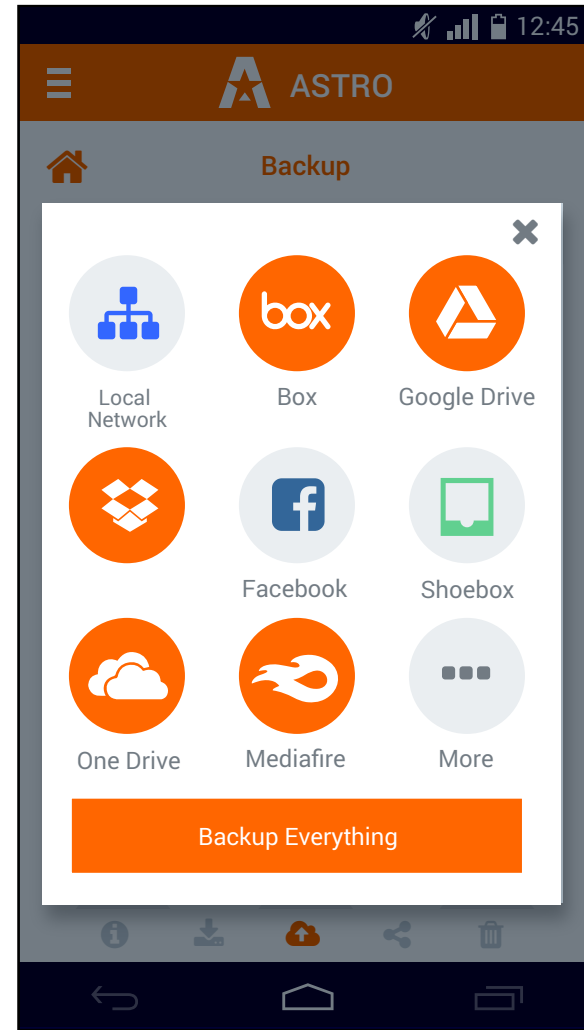 12:45
ASTRO
Backup
box
Local
Network
Box
Google Drive
Facebook
Shoebox
One Drive
Mediafire
More
Backup Everything